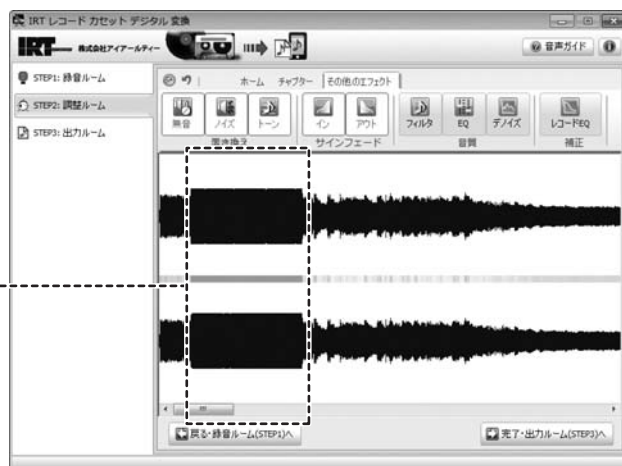 IRT レコード カセット デジタル 変換
IRT 株式会社アイアールティー
音声ガイド
STEP1: 録音ルーム
STEP2: 調整ルーム
STEP3: 出力ルーム
ホーム チャプター その他のエフェクト
無音 ノイズ トーン イン アウト フィルタ EQ デノイズ レコードEQ
置き換え サインフェード 音質 補正
戻る・録音ルーム(STEP1)へ
完了・出力ルーム(STEP3)へ